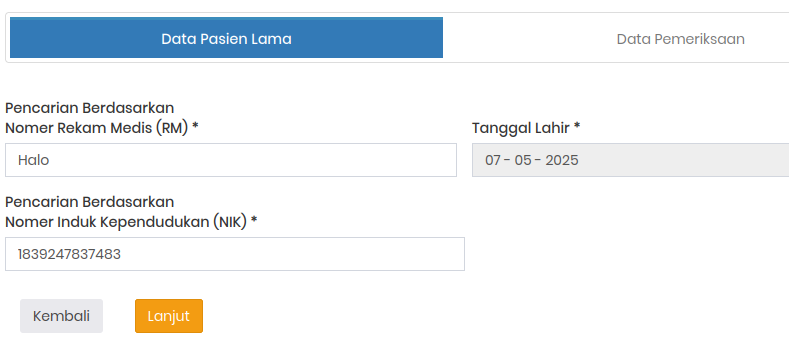 Data Pasien Lama
Data Pemeriksaan
Pencarian Berdasarkan
Nomer Rekam Medis (RM) *
Tanggal Lahir *
Halo
07 - 05 - 2025
Pencarian Berdasarkan
Nomer Induk Kependudukan (NIK) *
1839247837483
Kembali
Lanjut